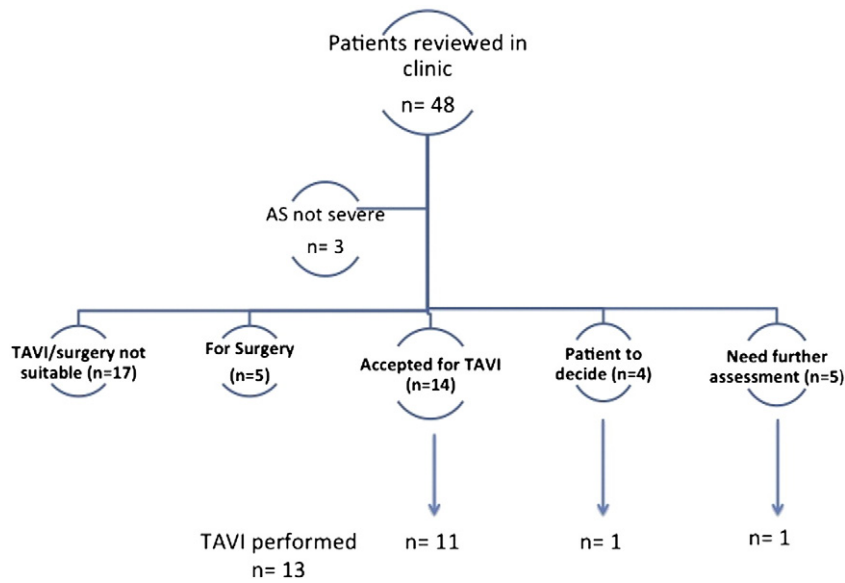 Patients reviewed in
clinic
n= 48
AS not severe
n= 3
TAVI/surgery not
suitable (n=17)
For Surgery
(n=5)
Accepted for TAVI
(n=14)
Patient to
decide (n=4)
Need further
assessment (n=5)
TAVI performed
n= 13
n= 11
n= 1
n= 1